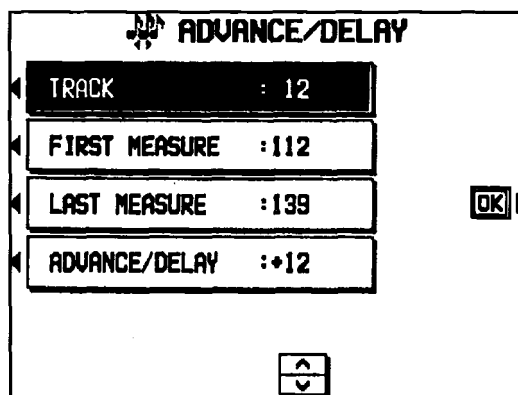 ADVANCE/DELAY
TRACK : 12
FIRST MEASURE :112
LAST MEASURE :139
OK
ADVANCE/DELAY :+12